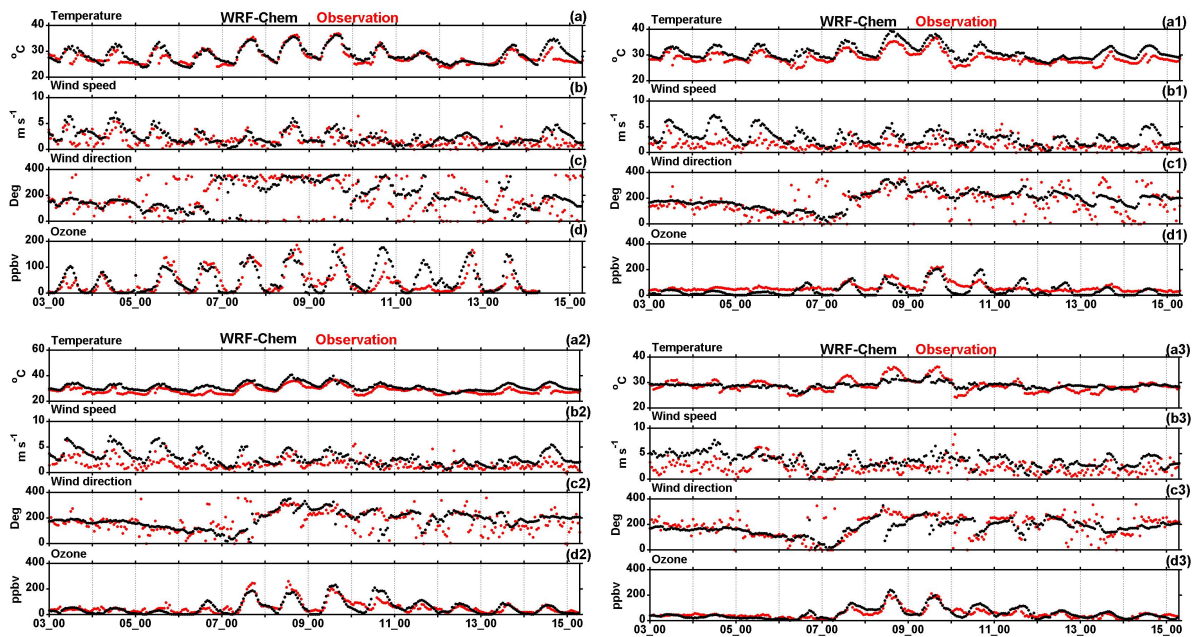 Temperature WRF-Chem Observation (a)
40
30
20
oC
Wind speed (b)
10
5
0
m s-1
Wind direction (c)
400
200
0
Deg
Ozone (d)
200
100
0
ppbv
03_00 05_00 07_00 09_00 11_00 13_00 15_00
Temperature WRF-Chem Observation (a1)
40
30
20
oC
Wind speed (b1)
10
5
0
m s-1
Wind direction (c1)
400
200
0
Deg
Ozone (d1)
400
200
0
ppbv
03_00 05_00 07_00 09_00 11_00 13_00 15_00
Temperature WRF-Chem Observation (a2)
60
40
20
oC
Wind speed (b2)
10
5
0
m s-1
Wind direction (c2)
400
200
0
Deg
Ozone (d2)
400
200
0
ppbv
03_00 05_00 07_00 09_00 11_00 13_00 15_00
Temperature WRF-Chem Observation (a3)
40
30
20
oC
Wind speed (b3)
10
5
0
m s-1
Wind direction (c3)
400
200
0
Deg
Ozone (d3)
400
200
0
ppbv
03_00 05_00 07_00 09_00 11_00 13_00 15_00